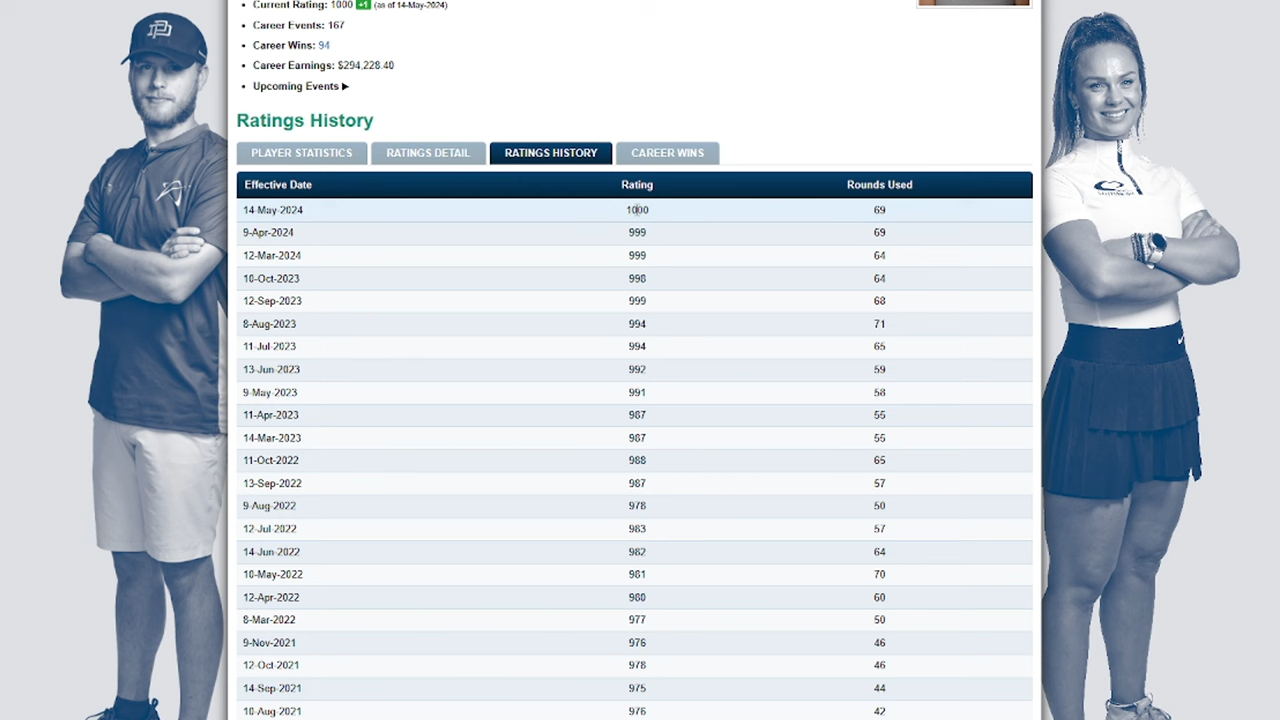 Current Rating: 1000 +1 (as of 14-May-2024)
Career Events: 167
Career Wins: 94
Career Earnings: $294,228.40
Upcoming Events
Ratings History
PLAYER STATISTICS RATINGS DETAIL RATINGS HISTORY CAREER WINS
Effective Date Rating Rounds Used
14-May-2024 1000 69
9-Apr-2024 999 69
12-Mar-2024 999 64
10-Oct-2023 998 64
12-Sep-2023 999 68
8-Aug-2023 994 71
11-Jul-2023 994 65
13-Jun-2023 992 59
9-May-2023 991 58
11-Apr-2023 987 55
14-Mar-2023 987 55
11-Oct-2022 988 65
13-Sep-2022 987 57
9-Aug-2022 978 50
12-Jul-2022 983 57
14-Jun-2022 982 64
10-May-2022 981 70
12-Apr-2022 980 60
8-Mar-2022 977 50
9-Nov-2021 976 46
12-Oct-2021 978 46
14-Sep-2021 975 44
10-Aug-2021 976 42